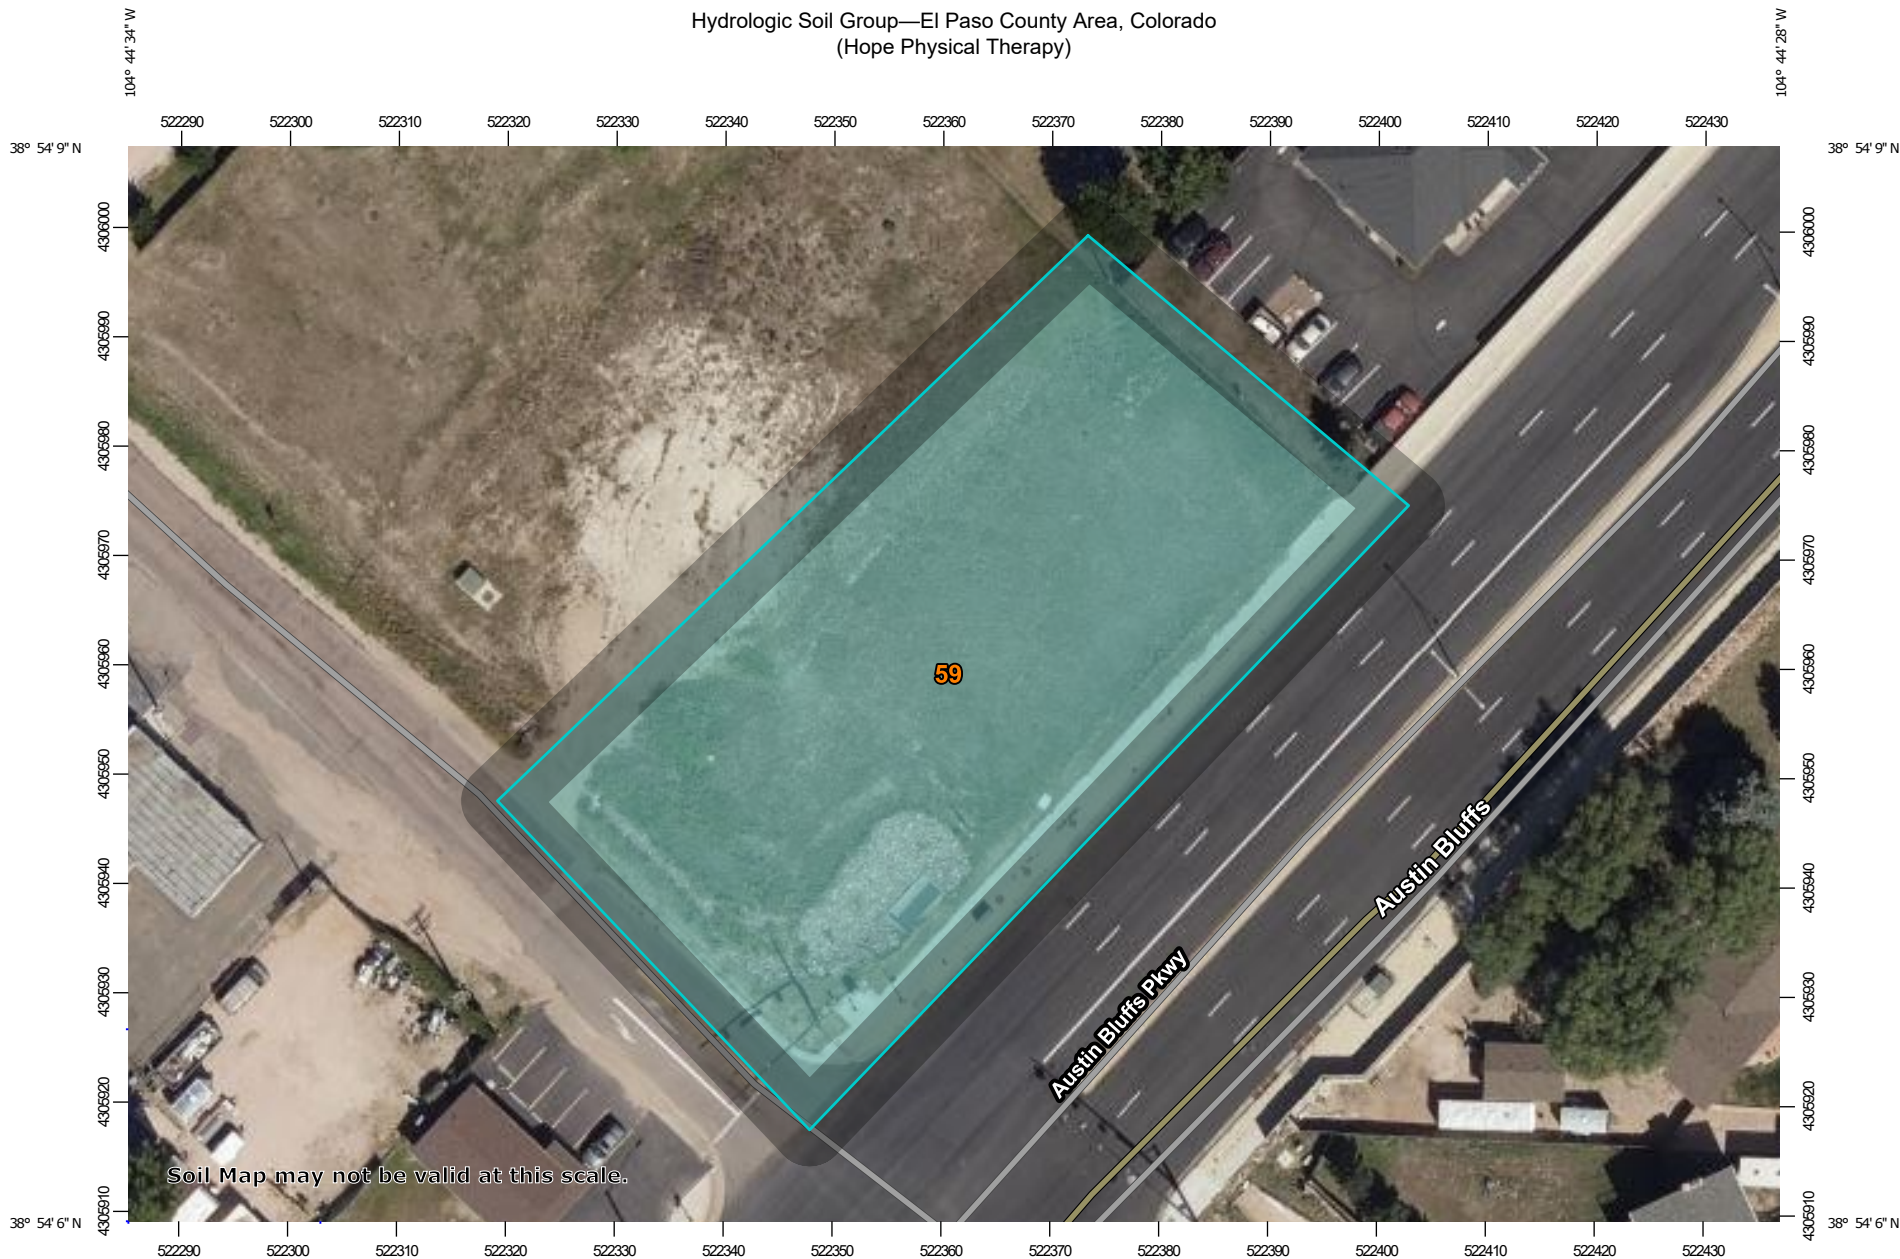 Hydrologic Soil Group—El Paso County Area, Colorado
(Hope Physical Therapy)
104° 44' 34" W
104° 44' 28" W
522290 522300 522310 522320 522330 522340 522350 522360 522370 522380 522390 522400 522410 522420 522430
38° 54' 9" N
38° 54' 9" N
4306000
4305990
4305980
4305970
4305960
4305950
4305940
4305930
4305920
4305910
4306000
4305990
4305980
4305970
4305960
4305950
4305940
4305930
4305920
4305910
59
Austin Bluffs
Austin Bluffs Pkwy
Soil Map may not be valid at this scale.
38° 54' 6" N
38° 54' 6" N
522290 522300 522310 522320 522330 522340 522350 522360 522370 522380 522390 522400 522410 522420 522430